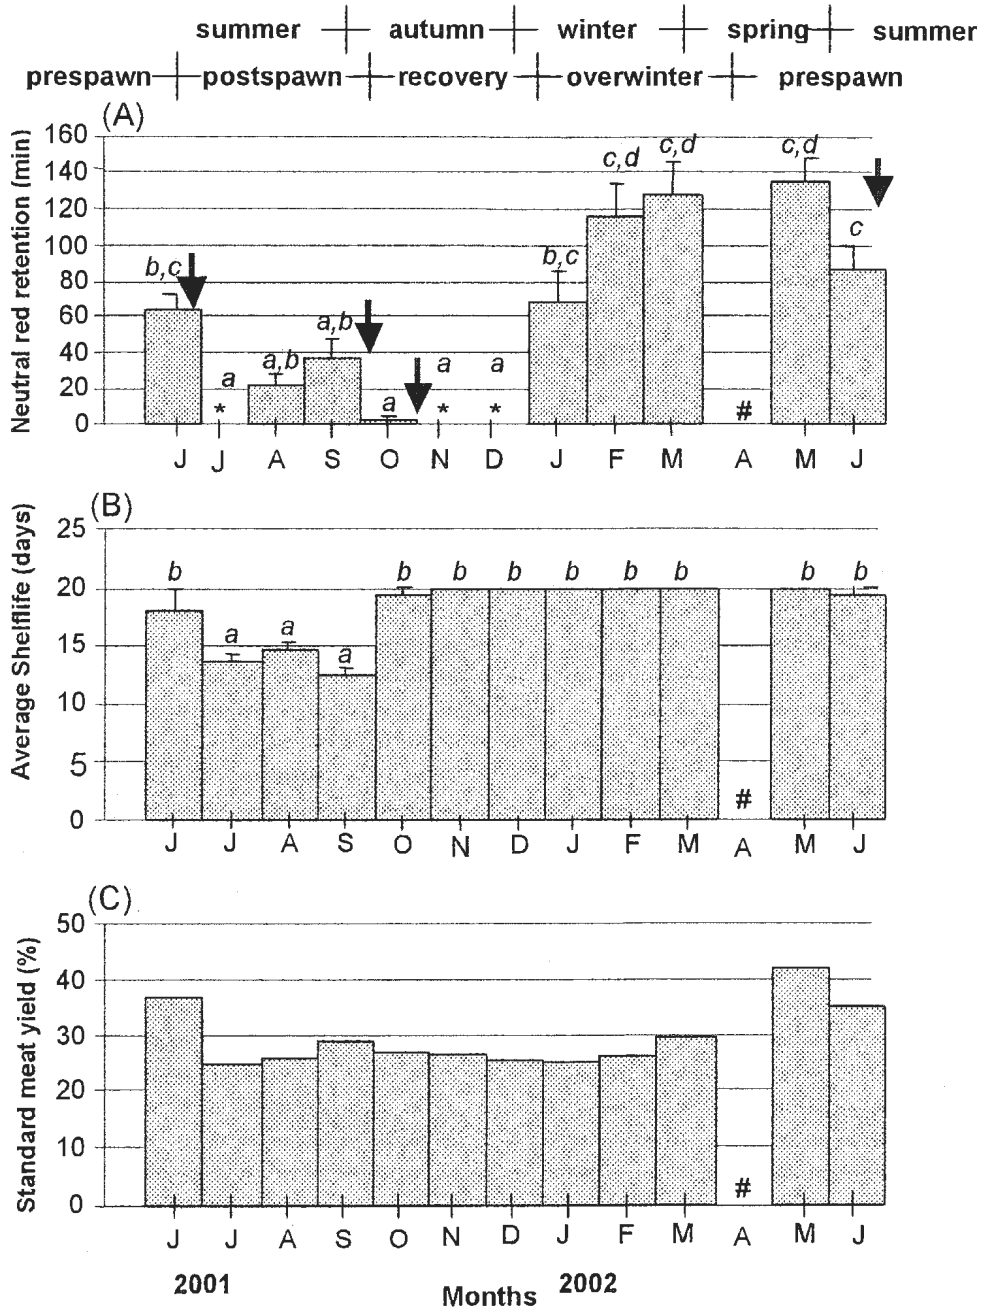 summer autumn winter spring summer
prespawn postspawn recovery overwinter prespawn
(A)
Neutral red retention (min)
160
140
120
100
80
60
40
20
0
b,c a a,b a,b a a a b,c c,d c,d c,d c
* * * #
J J A S O N D J F M A M J
(B)
Average Shelflife (days)
25
20
15
10
5
0
b a a a b b b b b b b b
#
J J A S O N D J F M A M J
(C)
Standard meat yield (%)
50
40
30
20
10
0
#
J J A S O N D J F M A M J
2001 Months 2002